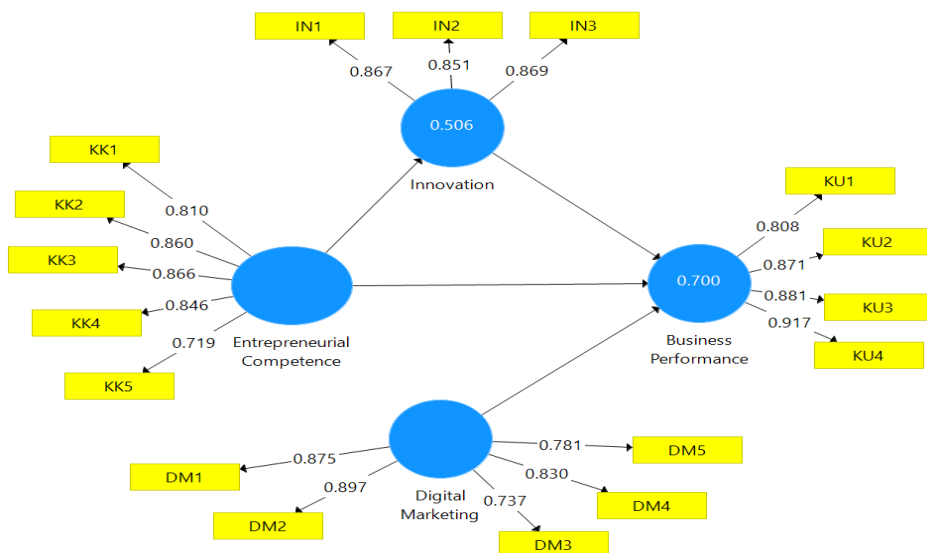 IN1
IN2
IN3
0.867
0.851
0.869
0.506
Innovation
KK1
KK2
KK3
KK4
KK5
0.810
0.860
0.866
0.846
0.719
Entrepreneurial
Competence
KU1
KU2
KU3
KU4
0.808
0.871
0.881
0.917
0.700
Business
Performance
DM1
DM2
DM3
DM4
DM5
0.875
0.897
0.737
0.830
0.781
Digital
Marketing